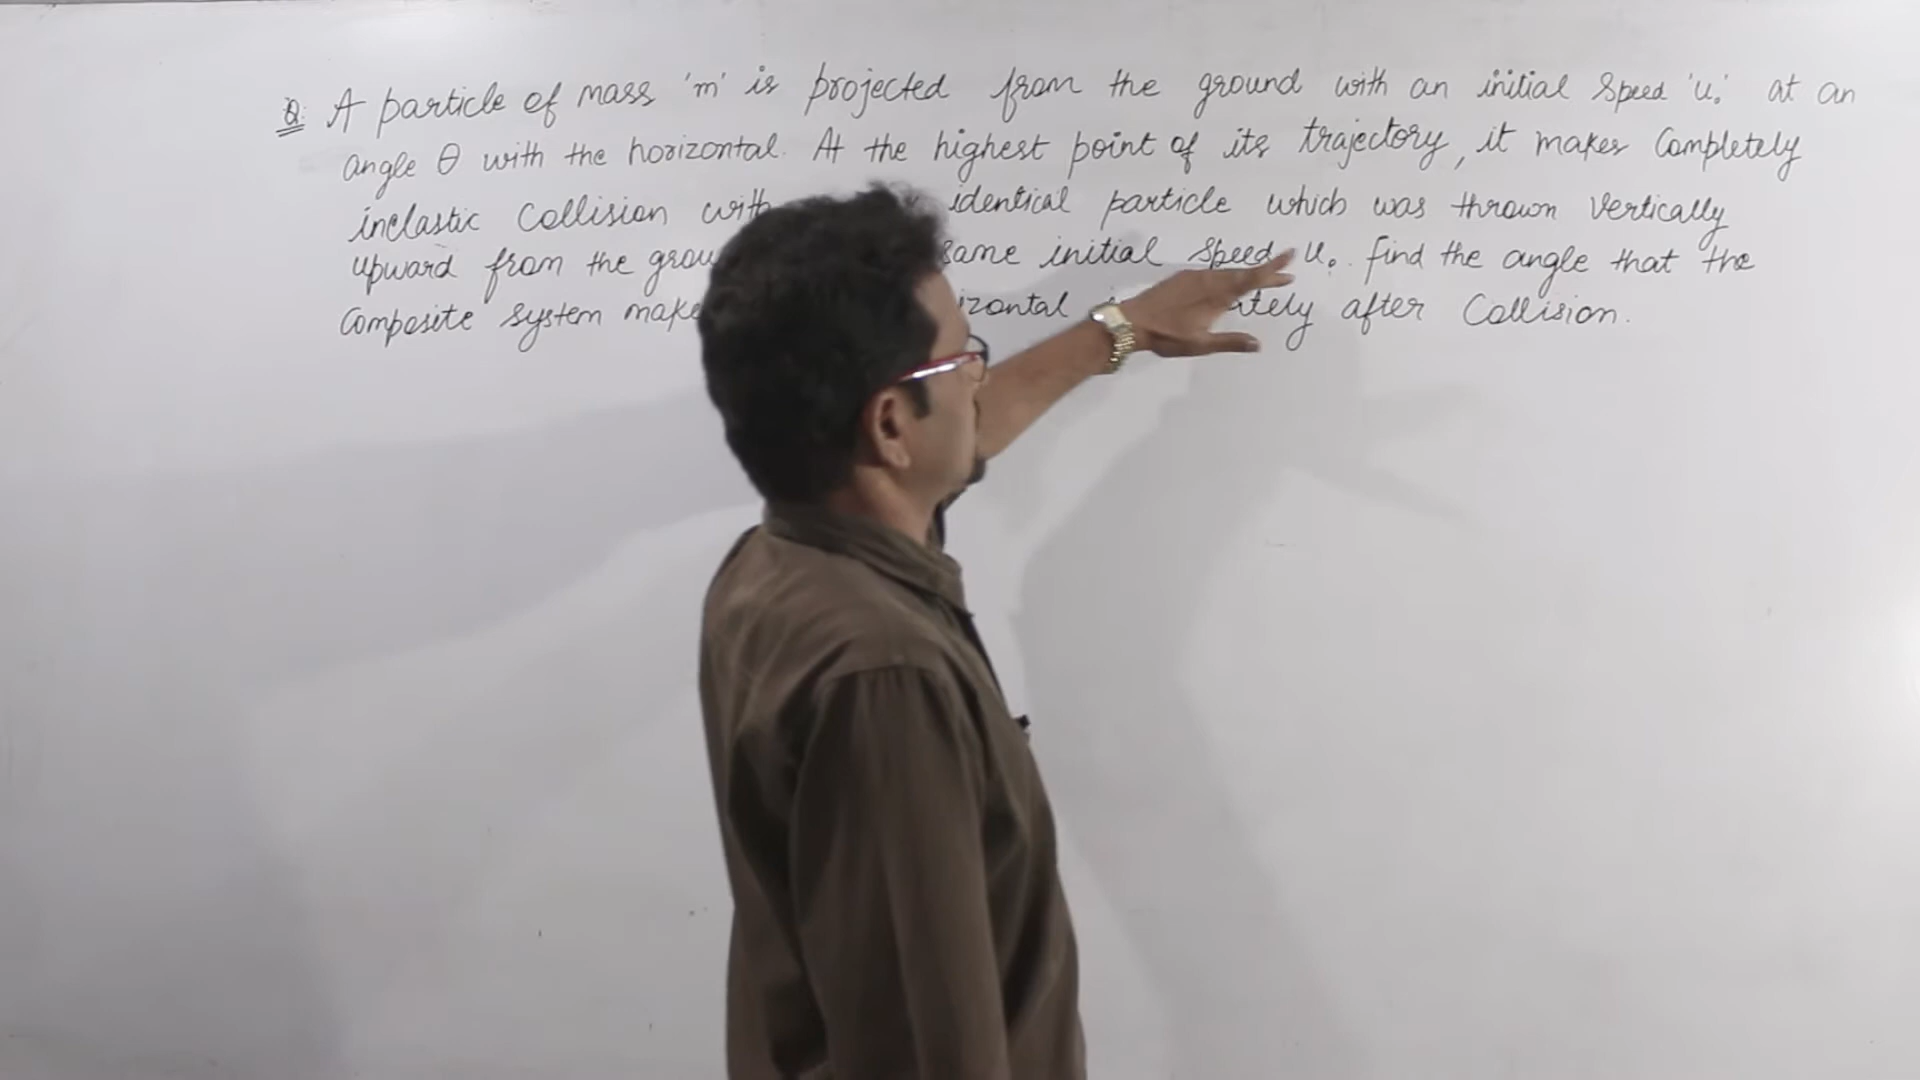 Q: A particle of mass 'm' is projected from the ground with an initial speed 'u₀' at an
angle θ with the horizontal. At the highest point of its trajectory, it makes completely
inelastic collision with identical particle which was thrown vertically
upward from the grou same initial speed u₀. find the angle that the
composite system make izontal ately after collision.